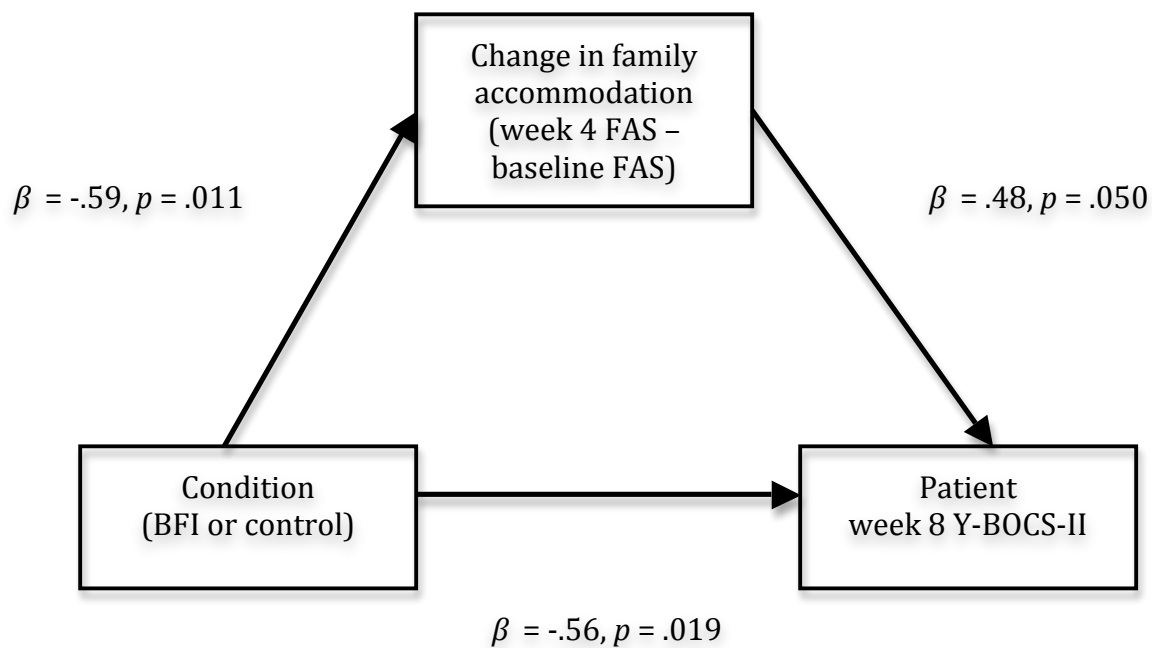 Change in family
accommodation
(week 4 FAS –
baseline FAS)
β = -.59, p = .011
β = .48, p = .050
Condition
(BFI or control)
Patient
week 8 Y-BOCS-II
β = -.56, p = .019